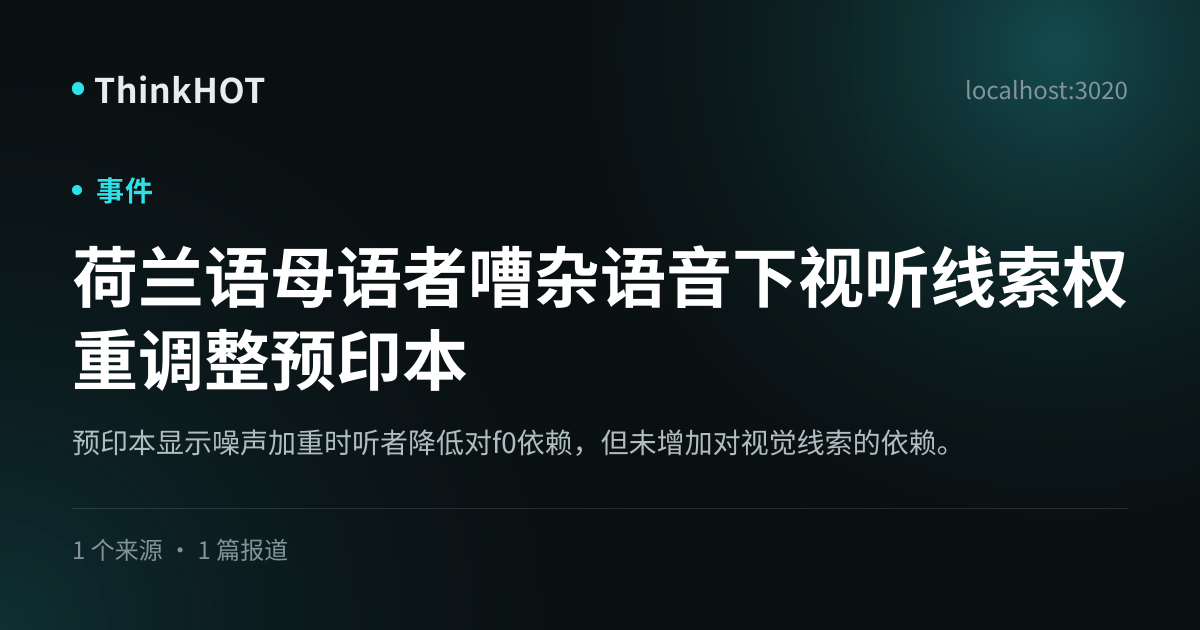 ThinkHOT
localhost:3020
事件
荷兰语母语者嘈杂语音下视听线索权
重调整预印本
预印本显示噪声加重时听者降低对f0依赖，但未增加对视觉线索的依赖。
1 个来源 · 1 篇报道